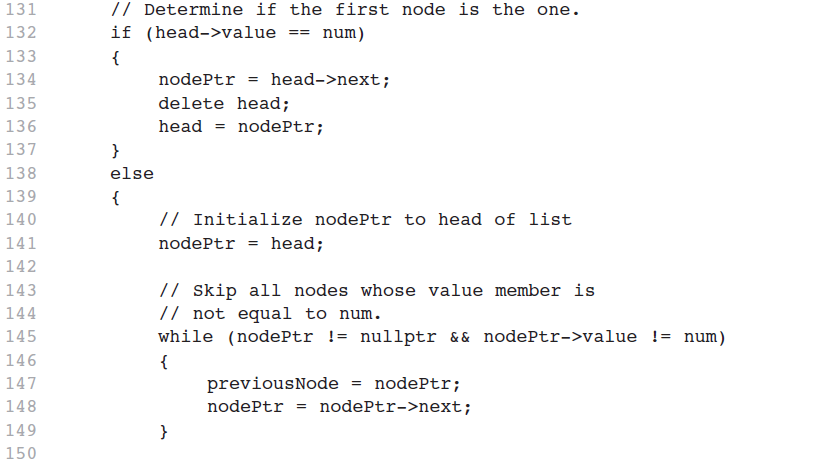 131 // Determine if the first node is the one.
132 if (head->value == num)
133 {
134 nodePtr = head->next;
135 delete head;
136 head = nodePtr;
137 }
138 else
139 {
140 // Initialize nodePtr to head of list
141 nodePtr = head;
142
143 // Skip all nodes whose value member is
144 // not equal to num.
145 while (nodePtr != nullptr && nodePtr->value != num)
146 {
147 previousNode = nodePtr;
148 nodePtr = nodePtr->next;
149 }
150